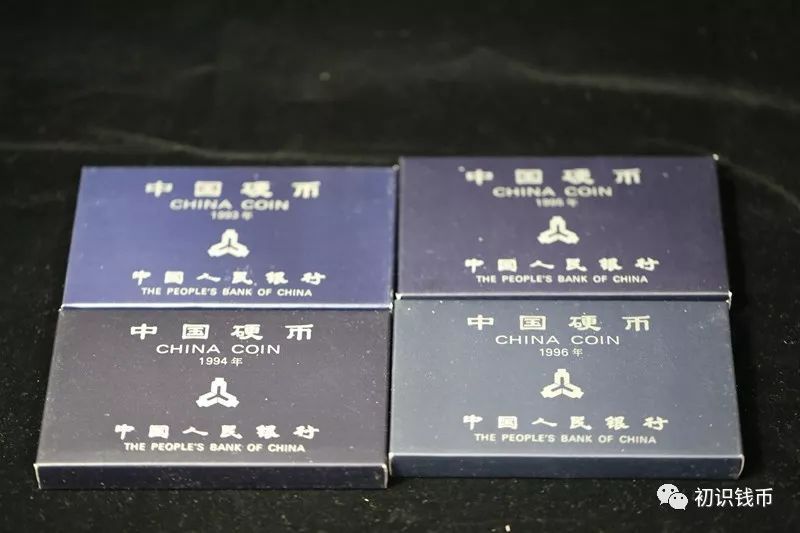 中国硬币
CHINA COIN
1993年
中国人民银行
THE PEOPLE'S BANK OF CHINA
中国硬币
CHINA COIN
1995年
中国人民银行
THE PEOPLE'S BANK OF CHINA
中国硬币
CHINA COIN
1994年
中国人民银行
THE PEOPLE'S BANK OF CHINA
中国硬币
CHINA COIN
1996年
中国人民银行
THE PEOPLE'S BANK OF CHINA
初识钱币